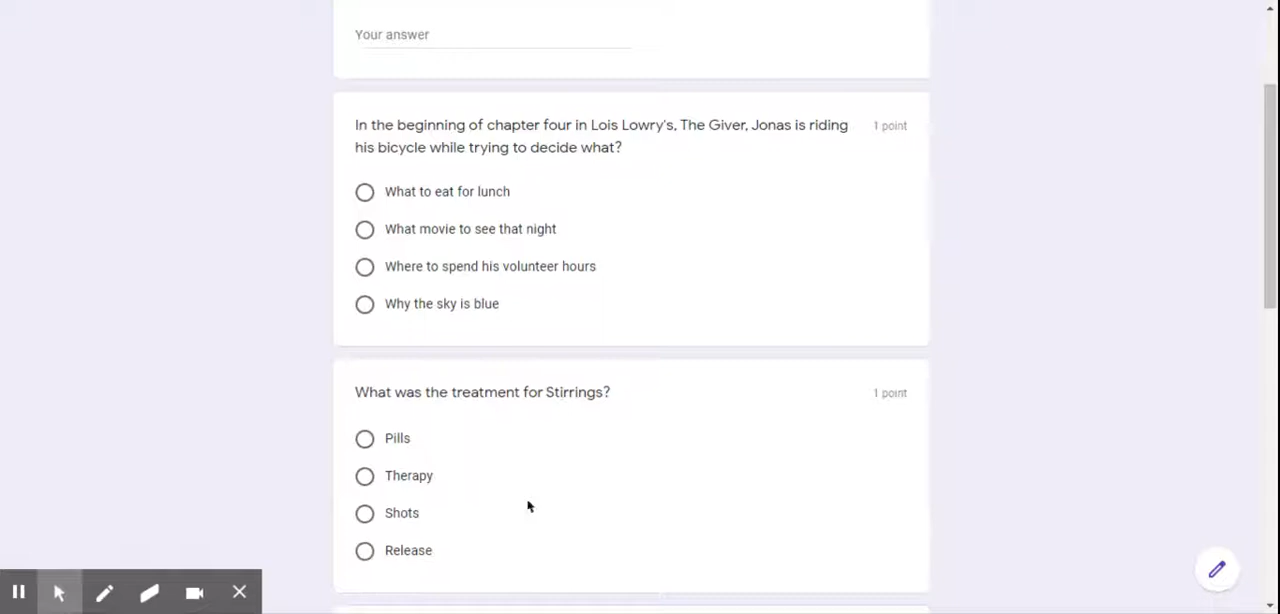 Your answer
In the beginning of chapter four in Lois Lowry's, The Giver, Jonas is riding
his bicycle while trying to decide what?
1 point
What to eat for lunch
What movie to see that night
Where to spend his volunteer hours
Why the sky is blue
What was the treatment for Stirrings?
1 point
Pills
Therapy
Shots
Release